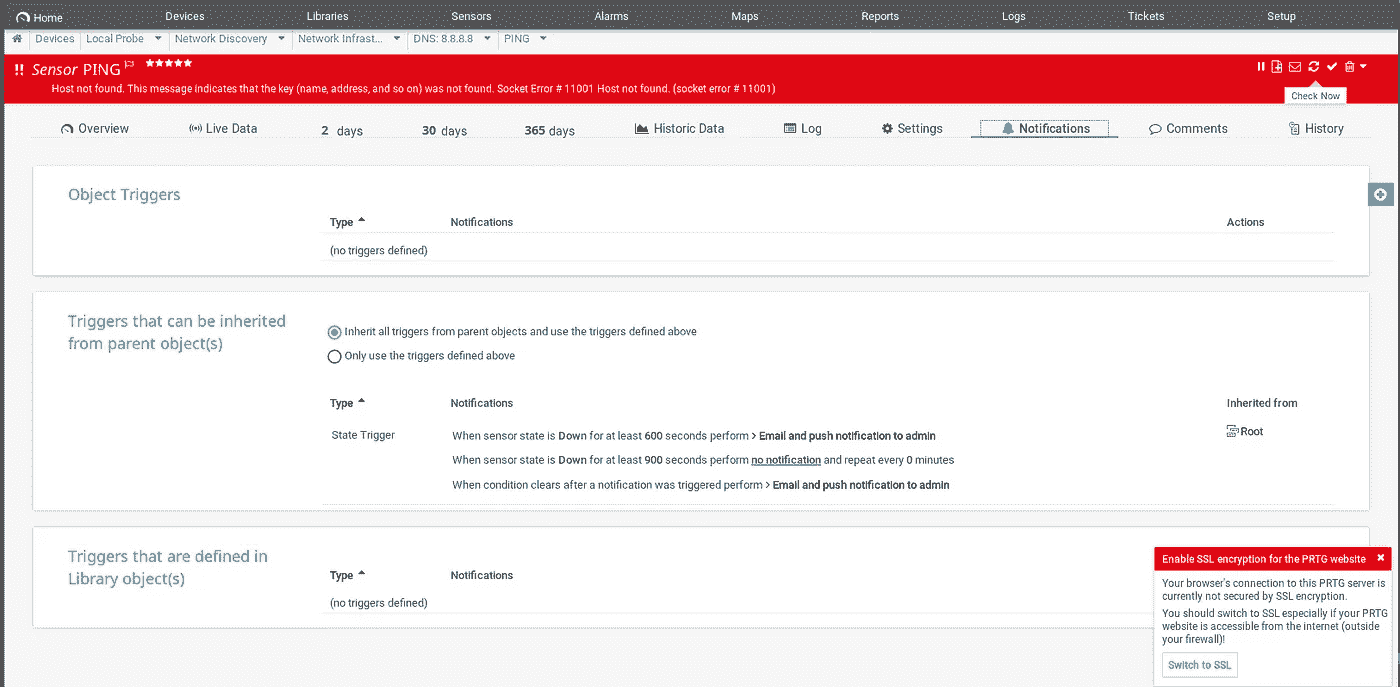 Home Devices Libraries Sensors Alarms Maps Reports Logs Tickets Setup
Devices Local Probe Network Discovery Network Infrast... DNS: 8.8.8.8 PING
!! Sensor PING
Host not found. This message indicates that the key (name, address, and so on) was not found. Socket Error # 11001 Host not found. (socket error # 11001)
Check Now
Overview Live Data 2 days 30 days 365 days Historic Data Log Settings Notifications Comments History
Object Triggers
Type Notifications Actions
(no triggers defined)
Triggers that can be inherited
from parent object(s)
Inherit all triggers from parent objects and use the triggers defined above
Only use the triggers defined above
Type Notifications Inherited from
State Trigger When sensor state is Down for at least 600 seconds perform > Email and push notification to admin Root
When sensor state is Down for at least 900 seconds perform no notification and repeat every 0 minutes
When condition clears after a notification was triggered perform > Email and push notification to admin
Triggers that are defined in
Library object(s)
Type Notifications
(no triggers defined)
Enable SSL encryption for the PRTG website
Your browser's connection to this PRTG server is
currently not secured by SSL encryption.
You should switch to SSL especially if your PRTG
website is accessible from the internet (outside
your firewall)!
Switch to SSL